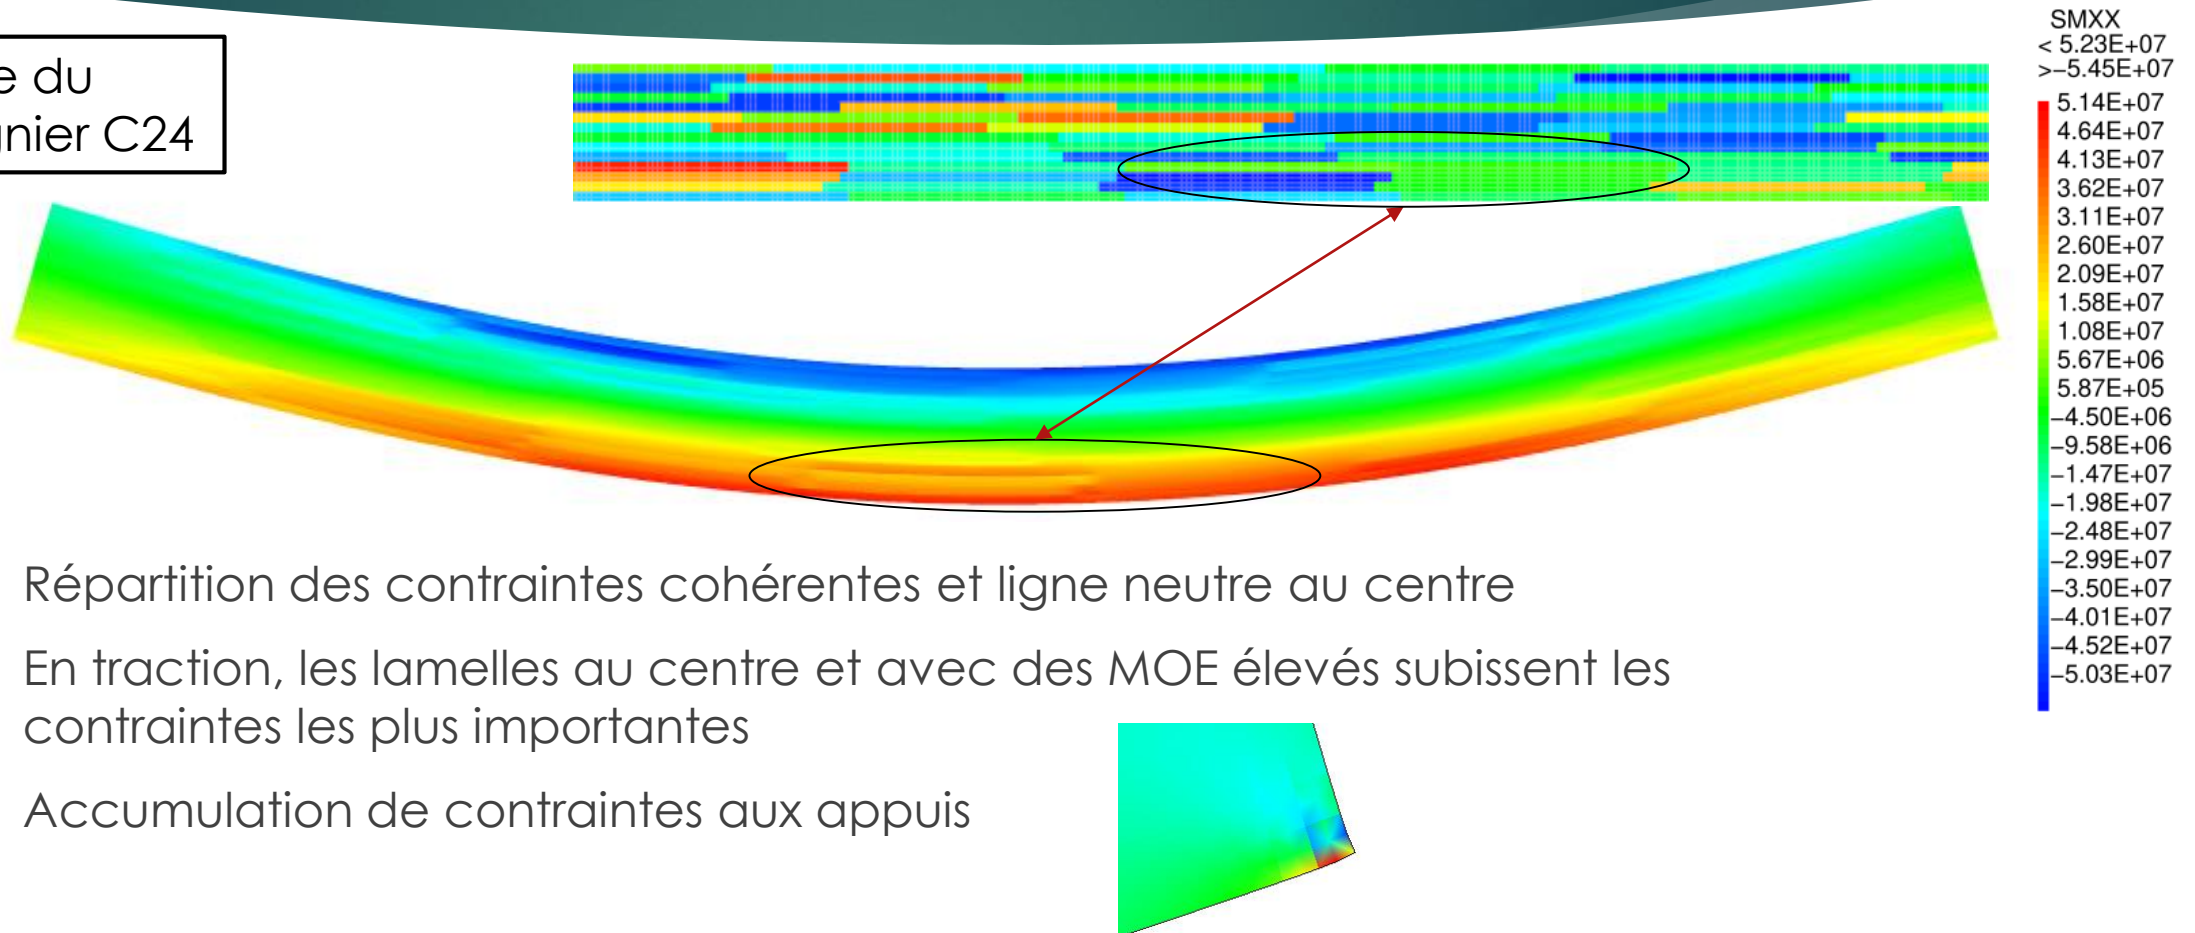 e du
gnier C24
SMXX
< 5.23E+07
>−5.45E+07
5.14E+07
4.64E+07
4.13E+07
3.62E+07
3.11E+07
2.60E+07
2.09E+07
1.58E+07
1.08E+07
5.67E+06
5.87E+05
−4.50E+06
−9.58E+06
−1.47E+07
−1.98E+07
−2.48E+07
−2.99E+07
−3.50E+07
−4.01E+07
−4.52E+07
−5.03E+07
Répartition des contraintes cohérentes et ligne neutre au centre
En traction, les lamelles au centre et avec des MOE élevés subissent les
contraintes les plus importantes
Accumulation de contraintes aux appuis